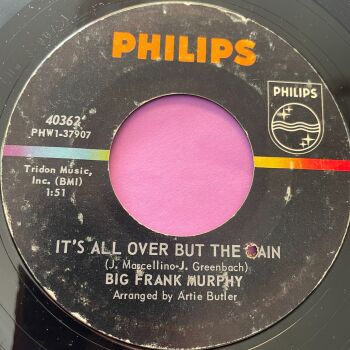 PHILIPS
40362
PHW1-37907
PHILIPS
Tridon Music,
Inc. (BMI)
1:51
IT'S ALL OVER BUT THE AIN
(J. Marcellino-J. Greenbach)
BIG FRANK MURPHY
Arranged by Artie Butler